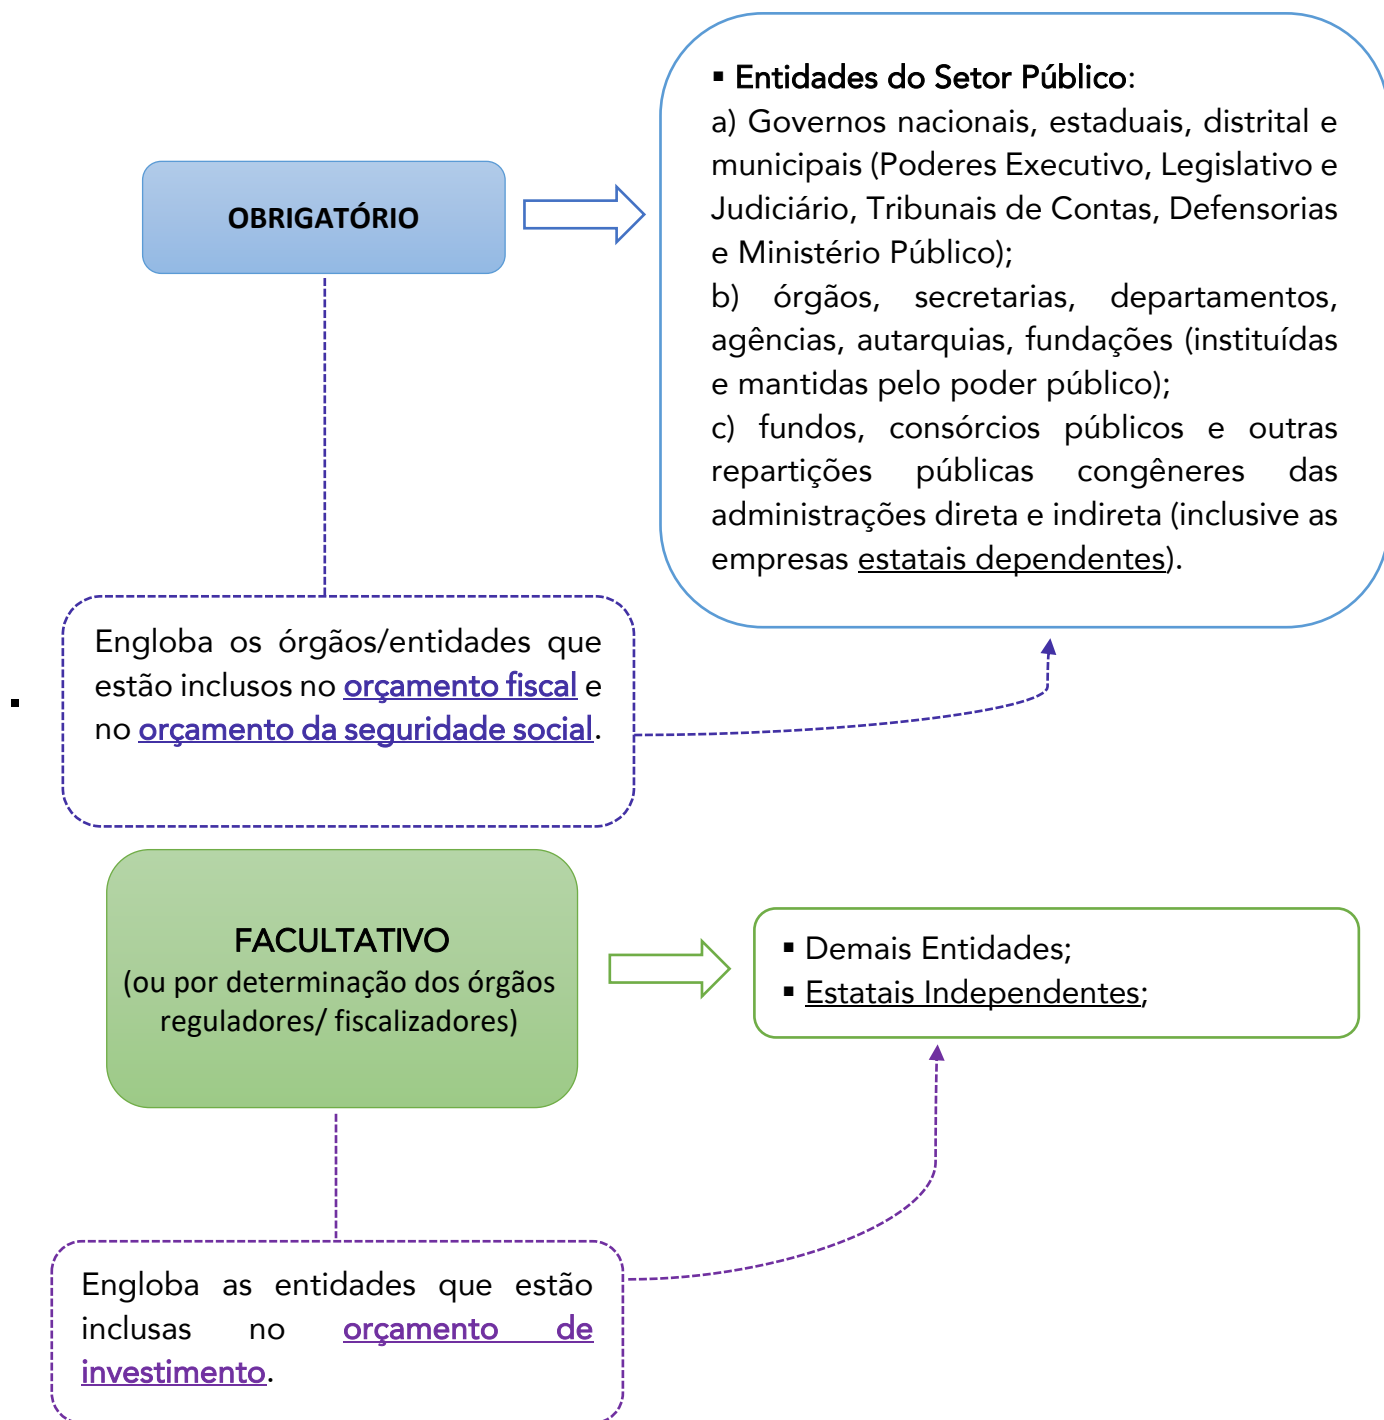 OBRIGATÓRIO
▪ Entidades do Setor Público:
a) Governos nacionais, estaduais, distrital e
municipais (Poderes Executivo, Legislativo e
Judiciário, Tribunais de Contas, Defensorias
e Ministério Público);
b) órgãos, secretarias, departamentos,
agências, autarquias, fundações (instituídas
e mantidas pelo poder público);
c) fundos, consórcios públicos e outras
repartições públicas congêneres das
administrações direta e indireta (inclusive as
empresas estatais dependentes).
Engloba os órgãos/entidades que
estão inclusos no orçamento fiscal e
no orçamento da seguridade social.
▪
FACULTATIVO
(ou por determinação dos órgãos
reguladores/ fiscalizadores)
▪ Demais Entidades;
▪ Estatais Independentes;
Engloba as entidades que estão
inclusas no orçamento de
investimento.